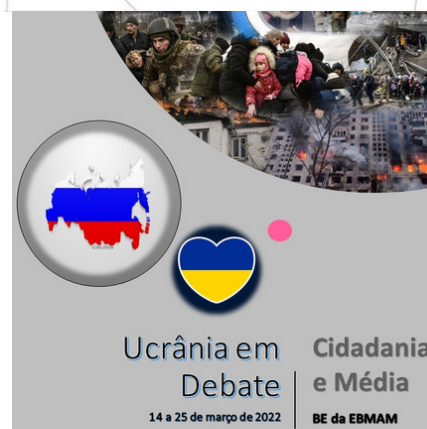 Ucrânia em
Debate
14 a 25 de março de 2022
Cidadania
e Média
BE da EBMAM